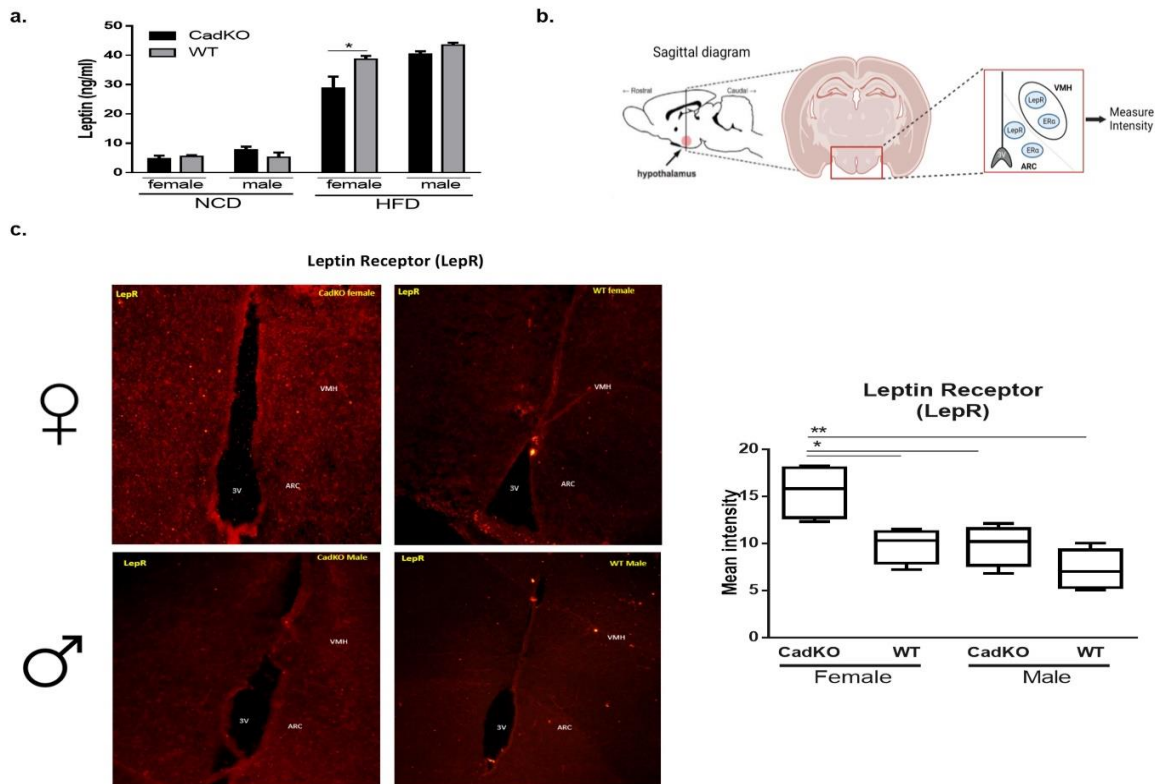 a.
50
40
30
20
10
0
Leptin (ng/ml)
CadKO
WT
*
female
male
female
male
NCD
HFD
b.
Sagittal diagram
← Rostral
Caudal →
hypothalamus
VMH
LepR
ERα
LepR
ERα
3V
ARC
Measure
Intensity
c.
Leptin Receptor (LepR)
LepR
CadKO female
VMH
3V
ARC
LepR
WT female
VMH
3V
ARC
♀
LepR
CadKO Male
VMH
3V
ARC
LepR
WT Male
VMH
3V
ARC
♂
Leptin Receptor
(LepR)
**
*
20
15
10
5
0
Mean intensity
CadKO
WT
CadKO
WT
Female
Male